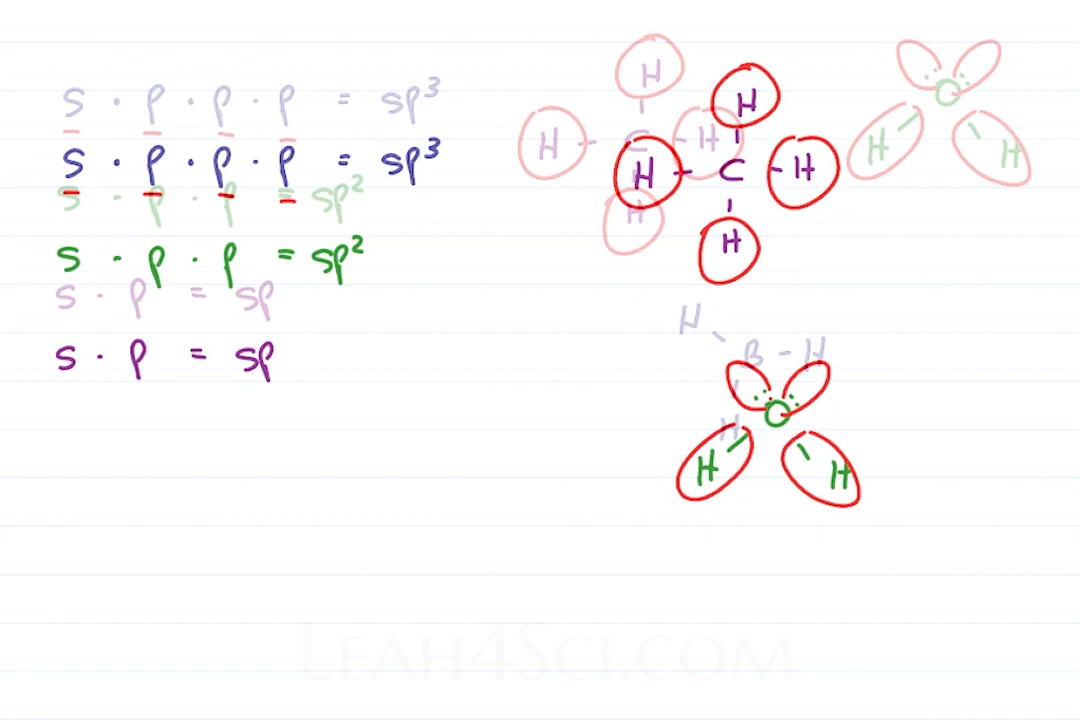 s · p · p · p = sp³
s · p · p · p = sp³
s · p · p = sp²
s · p · p = sp²
s · p = sp
s · p = sp
H
H - C - H
H
H
H - C - H
H
O
H H
H
B - H
H
O
H H
LEAH4SCI.COM